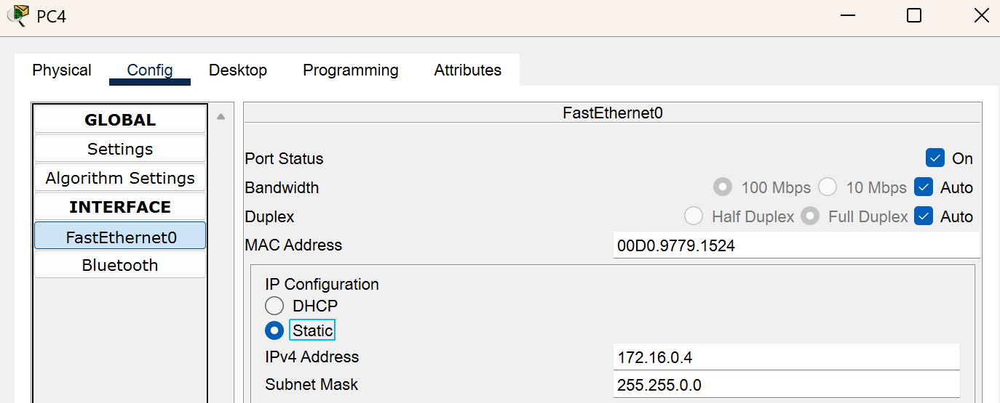 PC4
Physical Config Desktop Programming Attributes
GLOBAL
Settings
Algorithm Settings
INTERFACE
FastEthernet0
Bluetooth
FastEthernet0
Port Status On
Bandwidth 100 Mbps 10 Mbps Auto
Duplex Half Duplex Full Duplex Auto
MAC Address 00D0.9779.1524
IP Configuration
DHCP
Static
IPv4 Address 172.16.0.4
Subnet Mask 255.255.0.0